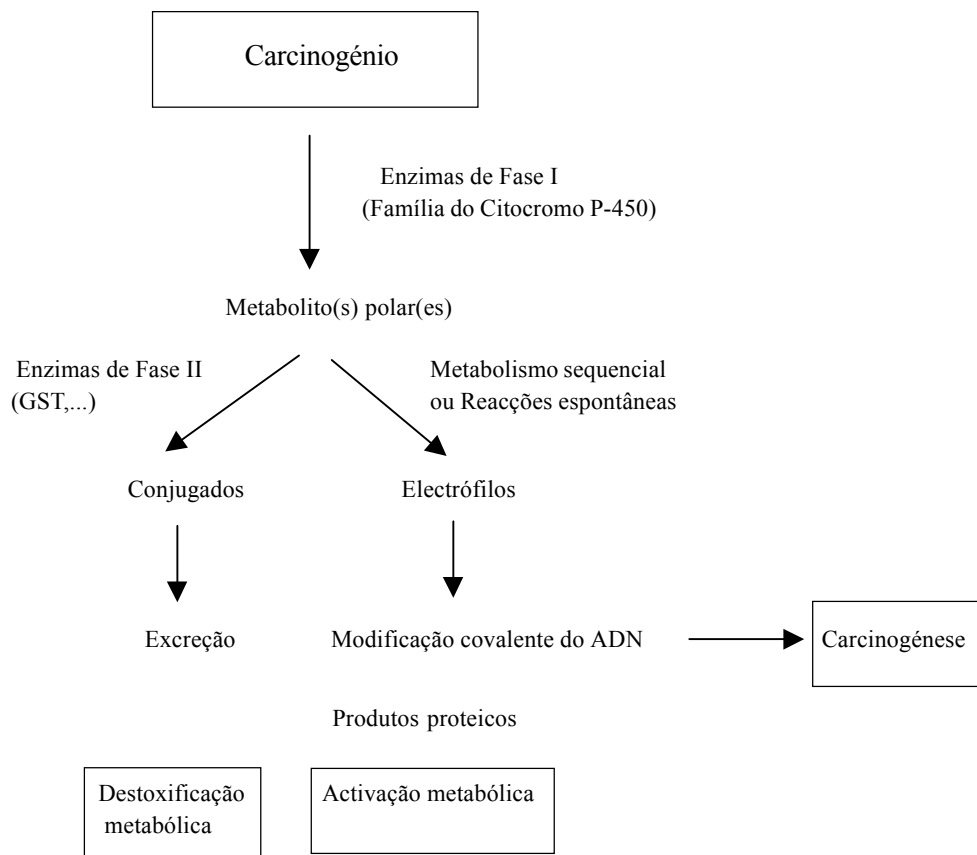 Carcinogénio
Enzimas de Fase I
(Família do Citocromo P-450)
Metabolito(s) polar(es)
Enzimas de Fase II
(GST,...)
Metabolismo sequencial
ou Reacções espontâneas
Conjugados
Electrófilos
Excreção
Modificação covalente do ADN
Carcinogénese
Produtos proteicos
Destoxificação
metabólica
Activação metabólica